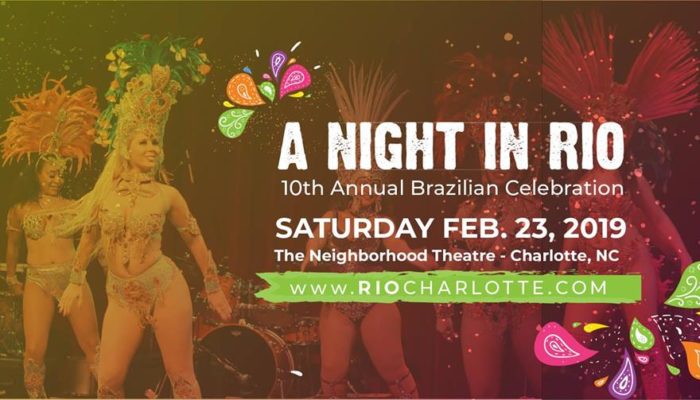 A NIGHT IN RIO
10th Annual Brazilian Celebration
SATURDAY FEB. 23, 2019
The Neighborhood Theatre - Charlotte, NC
WWW.RIOCHARLOTTE.COM